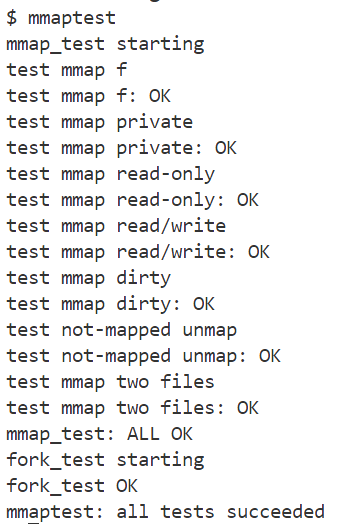 $ mmaptest
mmap_test starting
test mmap f
test mmap f: OK
test mmap private
test mmap private: OK
test mmap read-only
test mmap read-only: OK
test mmap read/write
test mmap read/write: OK
test mmap dirty
test mmap dirty: OK
test not-mapped unmap
test not-mapped unmap: OK
test mmap two files
test mmap two files: OK
mmap_test: ALL OK
fork_test starting
fork_test OK
mmaptest: all tests succeeded